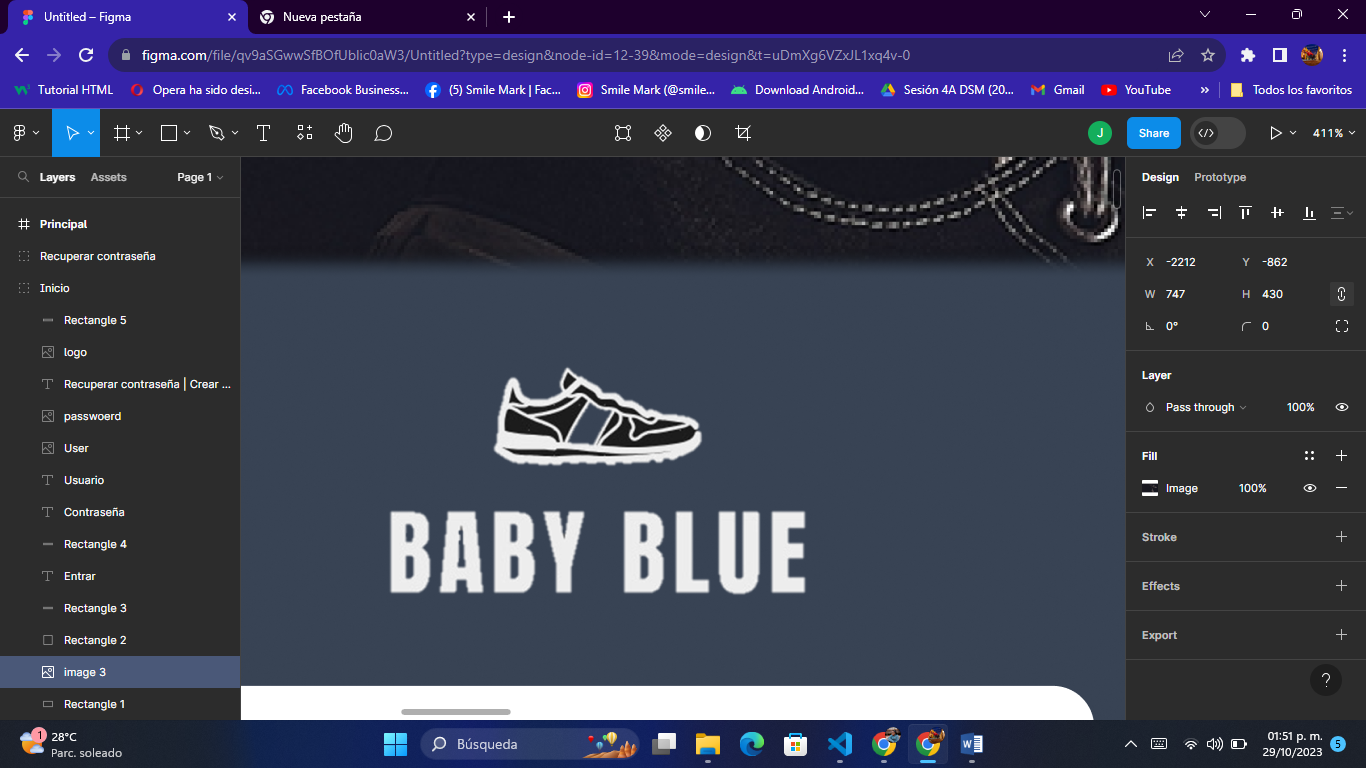 Untitled – Figma
Nueva pestaña
figma.com/file/qv9aSGwwSfBOfUblic0aW3/Untitled?type=design&node-id=12-39&mode=design&t=uDmXg6VZxJL1xq4v-0
Tutorial HTML
Opera ha sido desi...
Facebook Business...
(5) Smile Mark | Fac...
Smile Mark (@smile...
Download Android...
Sesión 4A DSM (20...
Gmail
YouTube
»
Todos los favoritos
J
Share
411%
Layers
Assets
Page 1
Design
Prototype
Principal
Recuperar contraseña
Inicio
Rectangle 5
logo
Recuperar contraseña | Crear ...
passwoerd
User
Usuario
Contraseña
Rectangle 4
Entrar
Rectangle 3
Rectangle 2
image 3
Rectangle 1
BABY BLUE
X -2212 Y -862
W 747 H 430
0° 0
Layer
Pass through 100%
Fill
Image 100%
Stroke
Effects
Export
?
1
28°C
Parc. soleado
Búsqueda
01:51 p. m.
29/10/2023
5